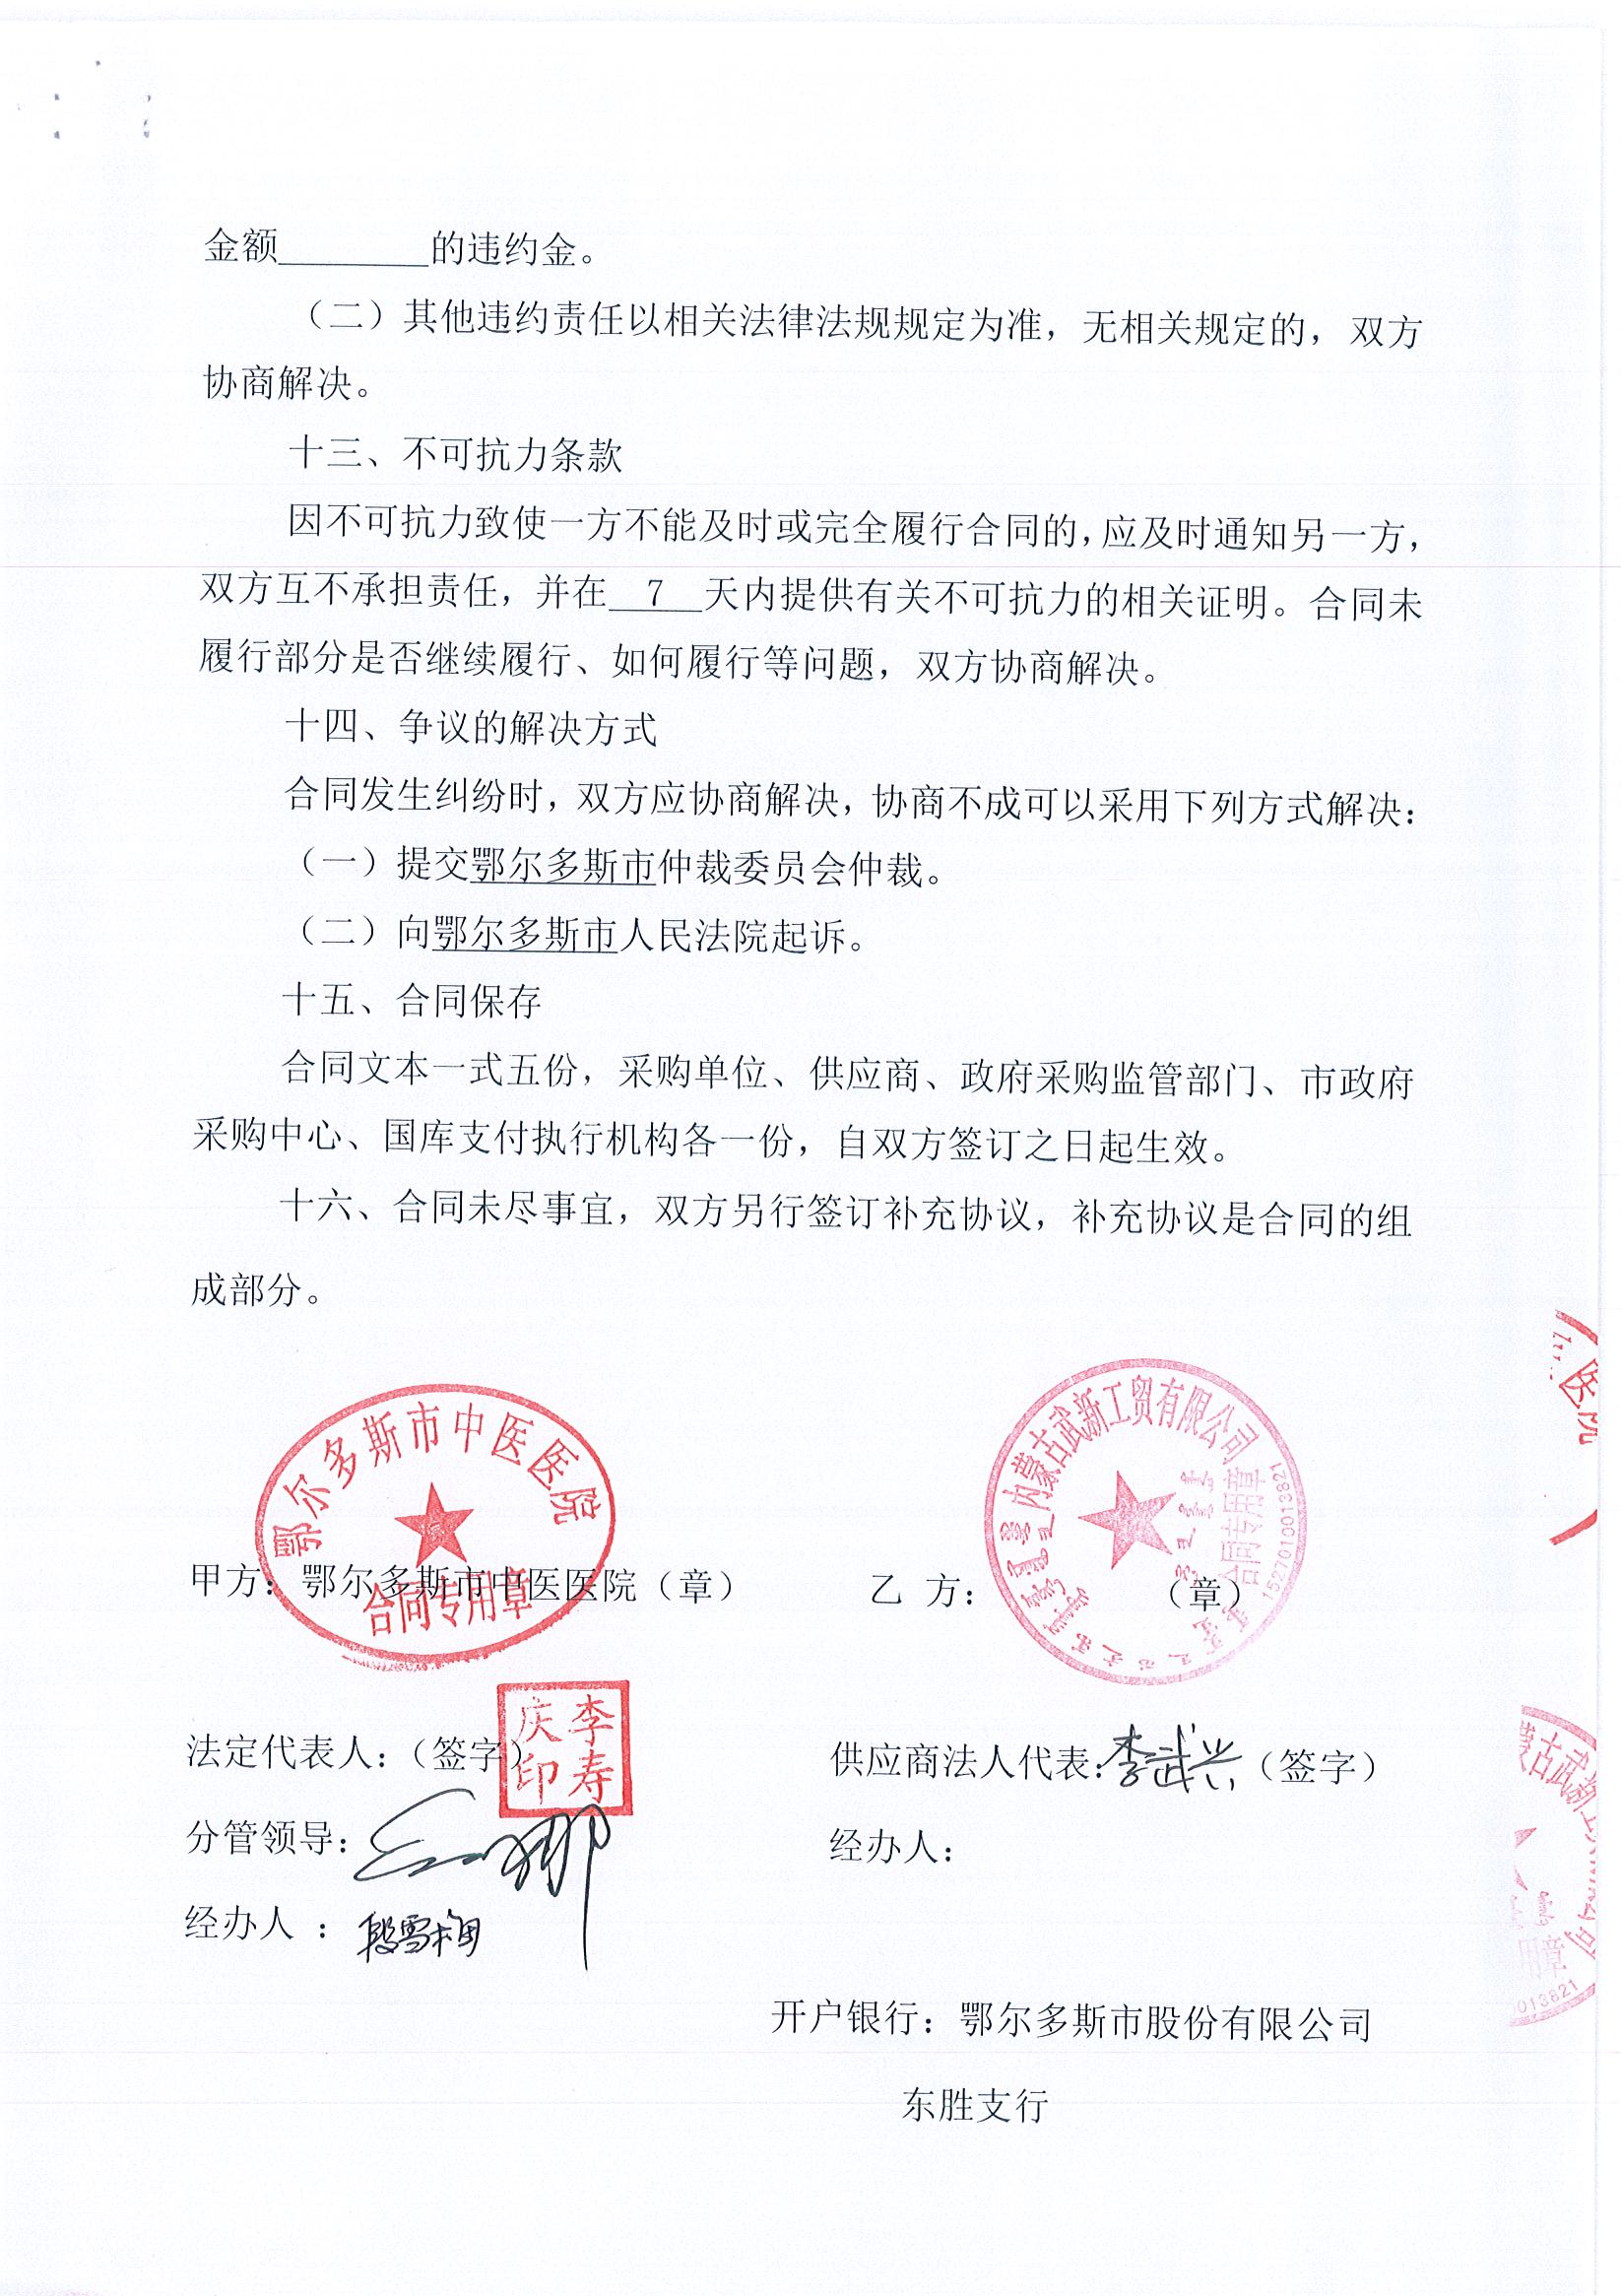 金额________的违约金。
（二）其他违约责任以相关法律法规规定为准，无相关规定的，双方
协商解决。
十三、不可抗力条款
因不可抗力致使一方不能及时或完全履行合同的，应及时通知另一方，
双方互不承担责任，并在__7__天内提供有关不可抗力的相关证明。合同未
履行部分是否继续履行、如何履行等问题，双方协商解决。
十四、争议的解决方式
合同发生纠纷时，双方应协商解决，协商不成可以采用下列方式解决：
（一）提交鄂尔多斯市仲裁委员会仲裁。
（二）向鄂尔多斯市人民法院起诉。
十五、合同保存
合同文本一式五份，采购单位、供应商、政府采购监管部门、市政府
采购中心、国库支付执行机构各一份，自双方签订之日起生效。
十六、合同未尽事宜，双方另行签订补充协议，补充协议是合同的组
成部分。
医院
鄂尔多斯市中医医院
合同专用章
内蒙古武新工贸有限公司
合同专用章
1527010013821
甲方：鄂尔多斯市中医医院（章）
乙 方： （章）
李寿庆印
法定代表人：（签字）
供应商法人代表：李武兴（签字）
分管领导：
经办人：
经办人 ：段雪梅
蒙古武新工
公司
用章
0013821
开户银行：鄂尔多斯市股份有限公司
东胜支行